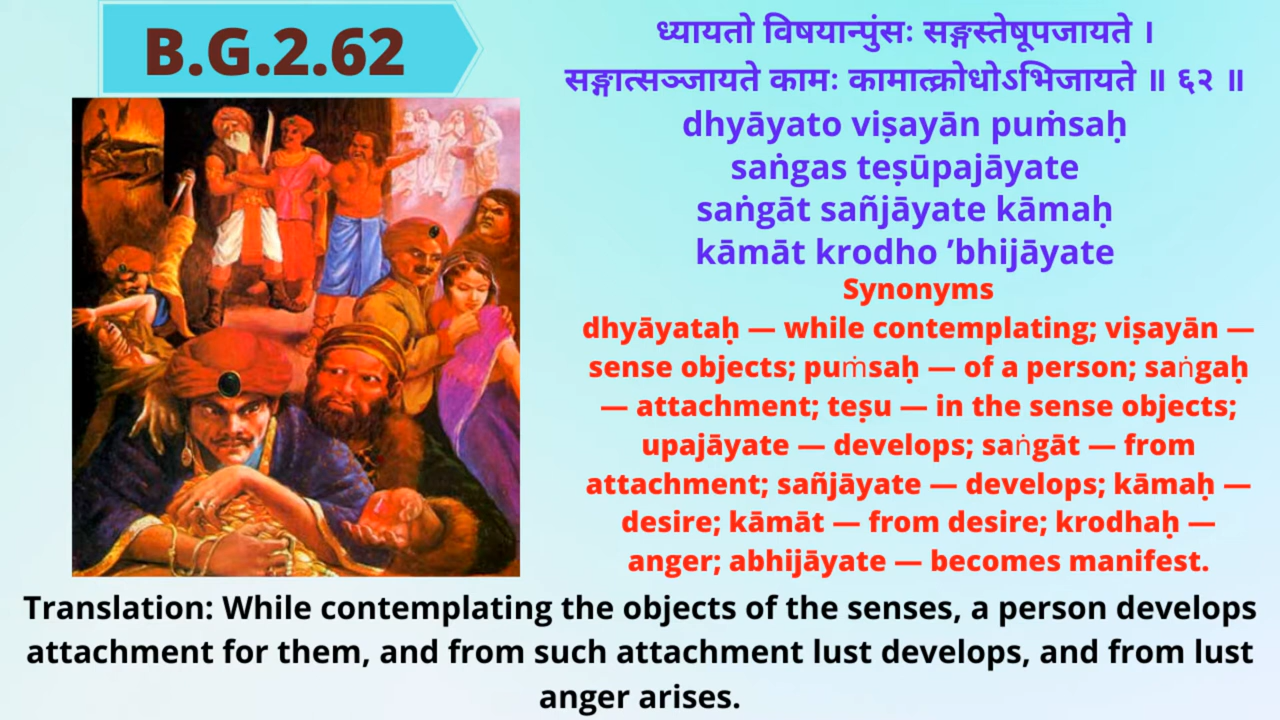 B.G.2.62
ध्यायतो विषयान्पुंसः सङ्गस्तेषूपजायते ।
सङ्गात्सञ्जायते कामः कामात्क्रोधोऽभिजायते ॥ ६२ ॥
dhyāyato viṣayān puṁsaḥ
saṅgas teṣūpajāyate
saṅgāt sañjāyate kāmaḥ
kāmāt krodho ’bhijāyate
Synonyms
dhyāyataḥ — while contemplating; viṣayān —
sense objects; puṁsaḥ — of a person; saṅgaḥ
— attachment; teṣu — in the sense objects;
upajāyate — develops; saṅgāt — from
attachment; sañjāyate — develops; kāmaḥ —
desire; kāmāt — from desire; krodhaḥ —
anger; abhijāyate — becomes manifest.
Translation: While contemplating the objects of the senses, a person develops
attachment for them, and from such attachment lust develops, and from lust
anger arises.